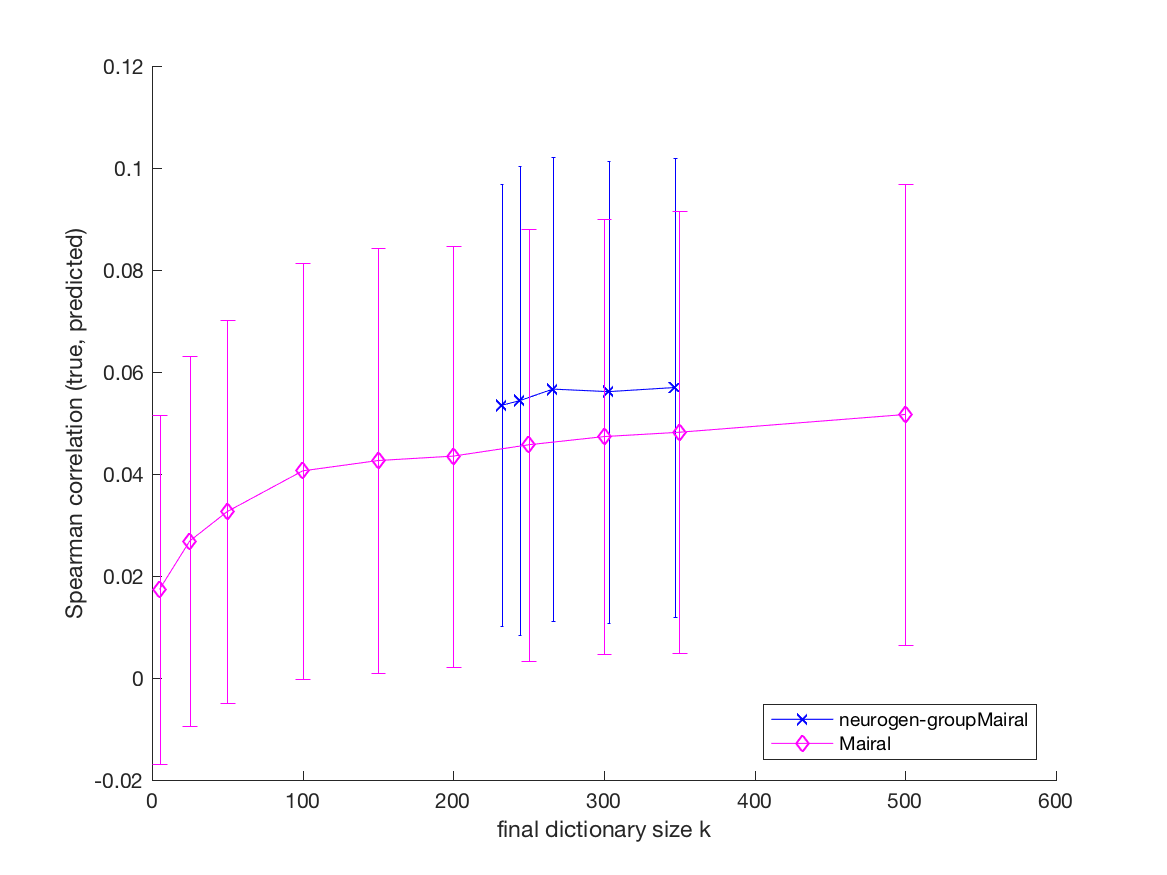 0.12
0.1
0.08
0.06
0.04
0.02
0
-0.02
Spearman correlation (true, predicted)
0 100 200 300 400 500 600
final dictionary size k
neurogen-groupMairal
Mairal